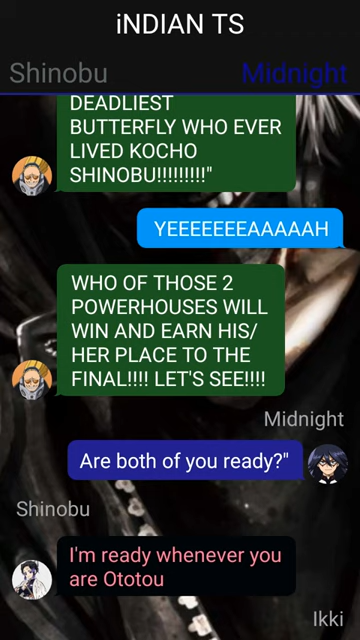 iNDIAN TS
Shinobu
Midnight
DEADLIEST
BUTTERFLY WHO EVER
LIVED KOCHO
SHINOBU!!!!!!!!!"
YEEEEEEEAAAAAH
WHO OF THOSE 2
POWERHOUSES WILL
WIN AND EARN HIS/
HER PLACE TO THE
FINAL!!!! LET'S SEE!!!!
Midnight
Are both of you ready?"
Shinobu
I'm ready whenever you
are Ototou
Ikki